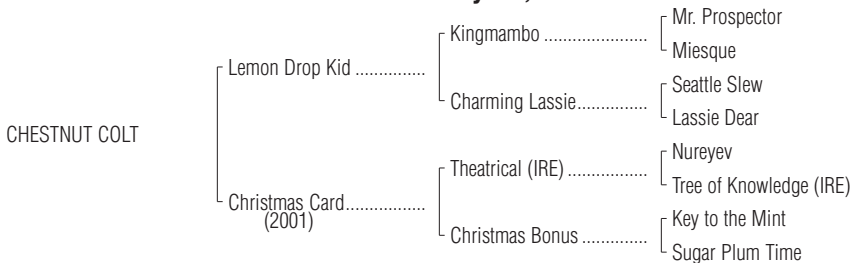 Mr. Prospector
Kingmambo ......................
Miesque
Lemon Drop Kid ...............
Seattle Slew
Charming Lassie...............
Lassie Dear
CHESTNUT COLT
Nureyev
Theatrical (IRE) .................
Tree of Knowledge (IRE)
Christmas Card.................
(2001)
Key to the Mint
Christmas Bonus ..............
Sugar Plum Time